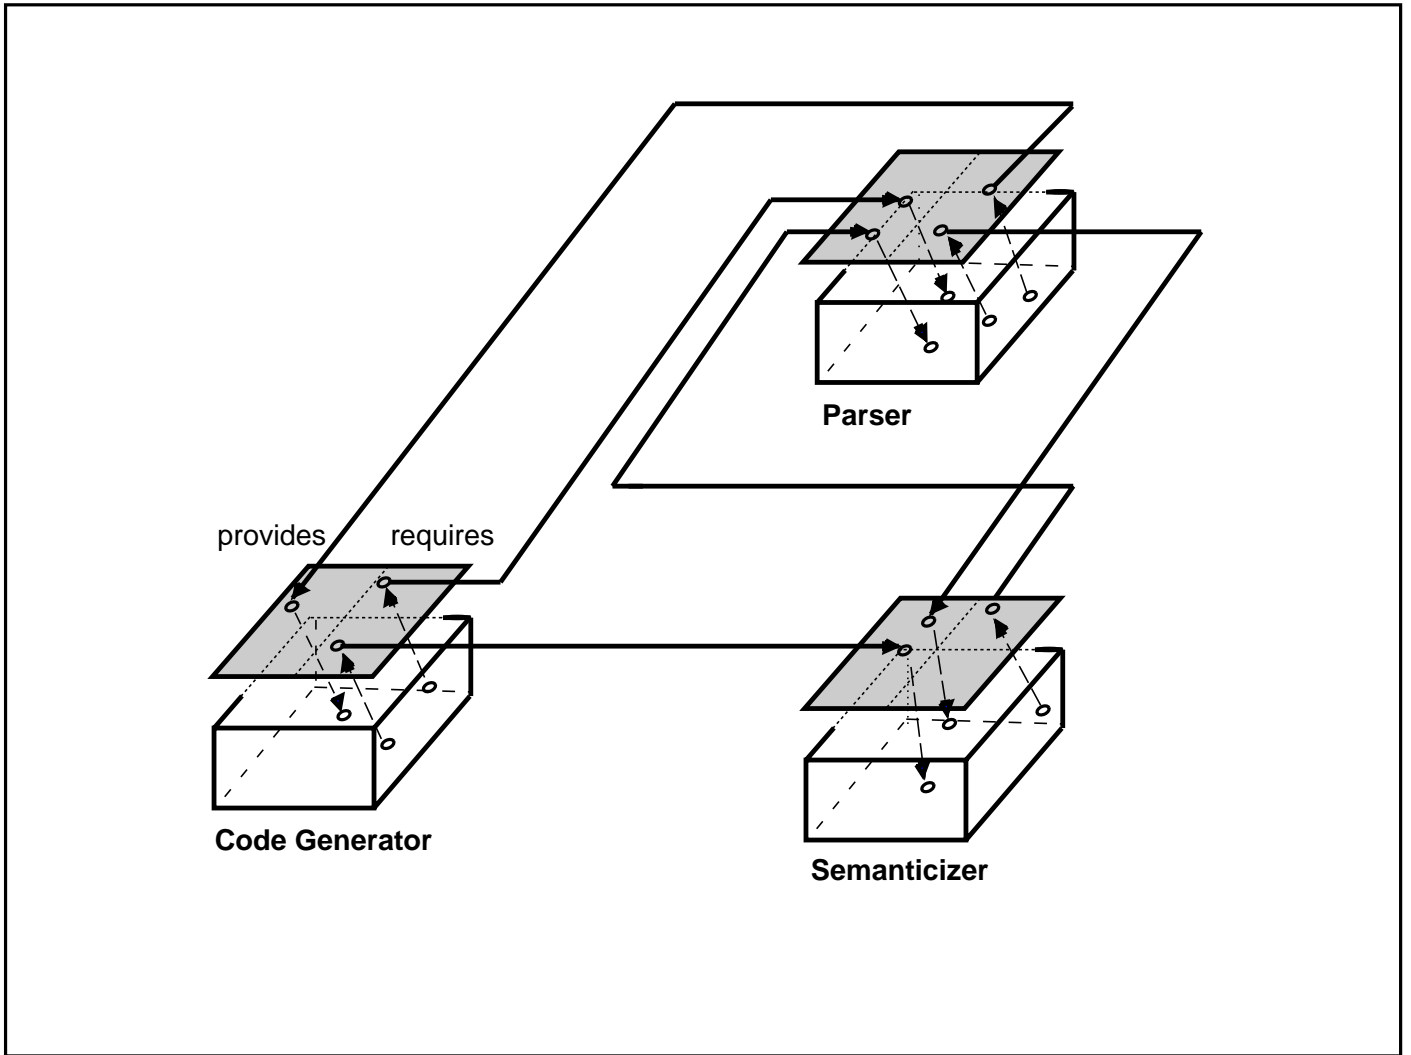 Parser
provides requires
Code Generator
Semanticizer